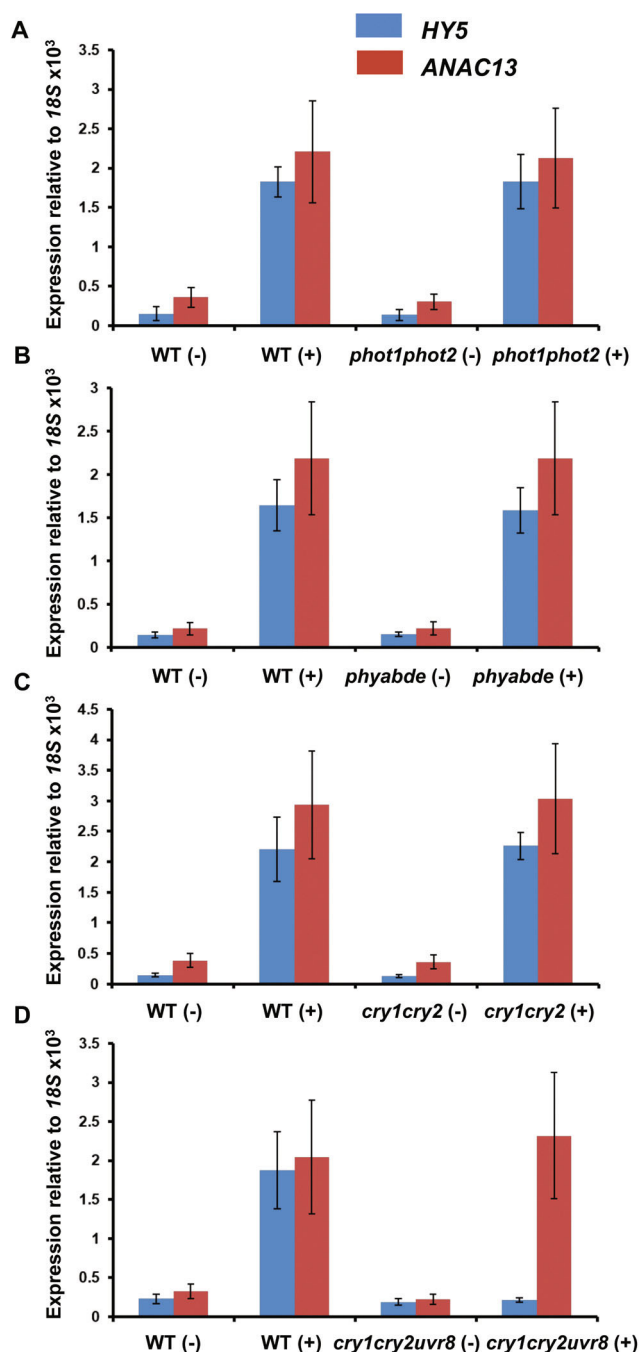 A
HY5
ANAC13
Expression relative to 18S x10³
3.5
3
2.5
2
1.5
1
0.5
0
WT (-) WT (+) phot1phot2 (-) phot1phot2 (+)
B
Expression relative to 18S x10³
3
2.5
2
1.5
1
0.5
0
WT (-) WT (+) phyabde (-) phyabde (+)
C
Expression relative to 18S x10³
4.5
4
3.5
3
2.5
2
1.5
1
0.5
0
WT (-) WT (+) cry1cry2 (-) cry1cry2 (+)
D
Expression relative to 18S x10³
3.5
3
2.5
2
1.5
1
0.5
0
WT (-) WT (+) cry1cry2uvr8 (-) cry1cry2uvr8 (+)